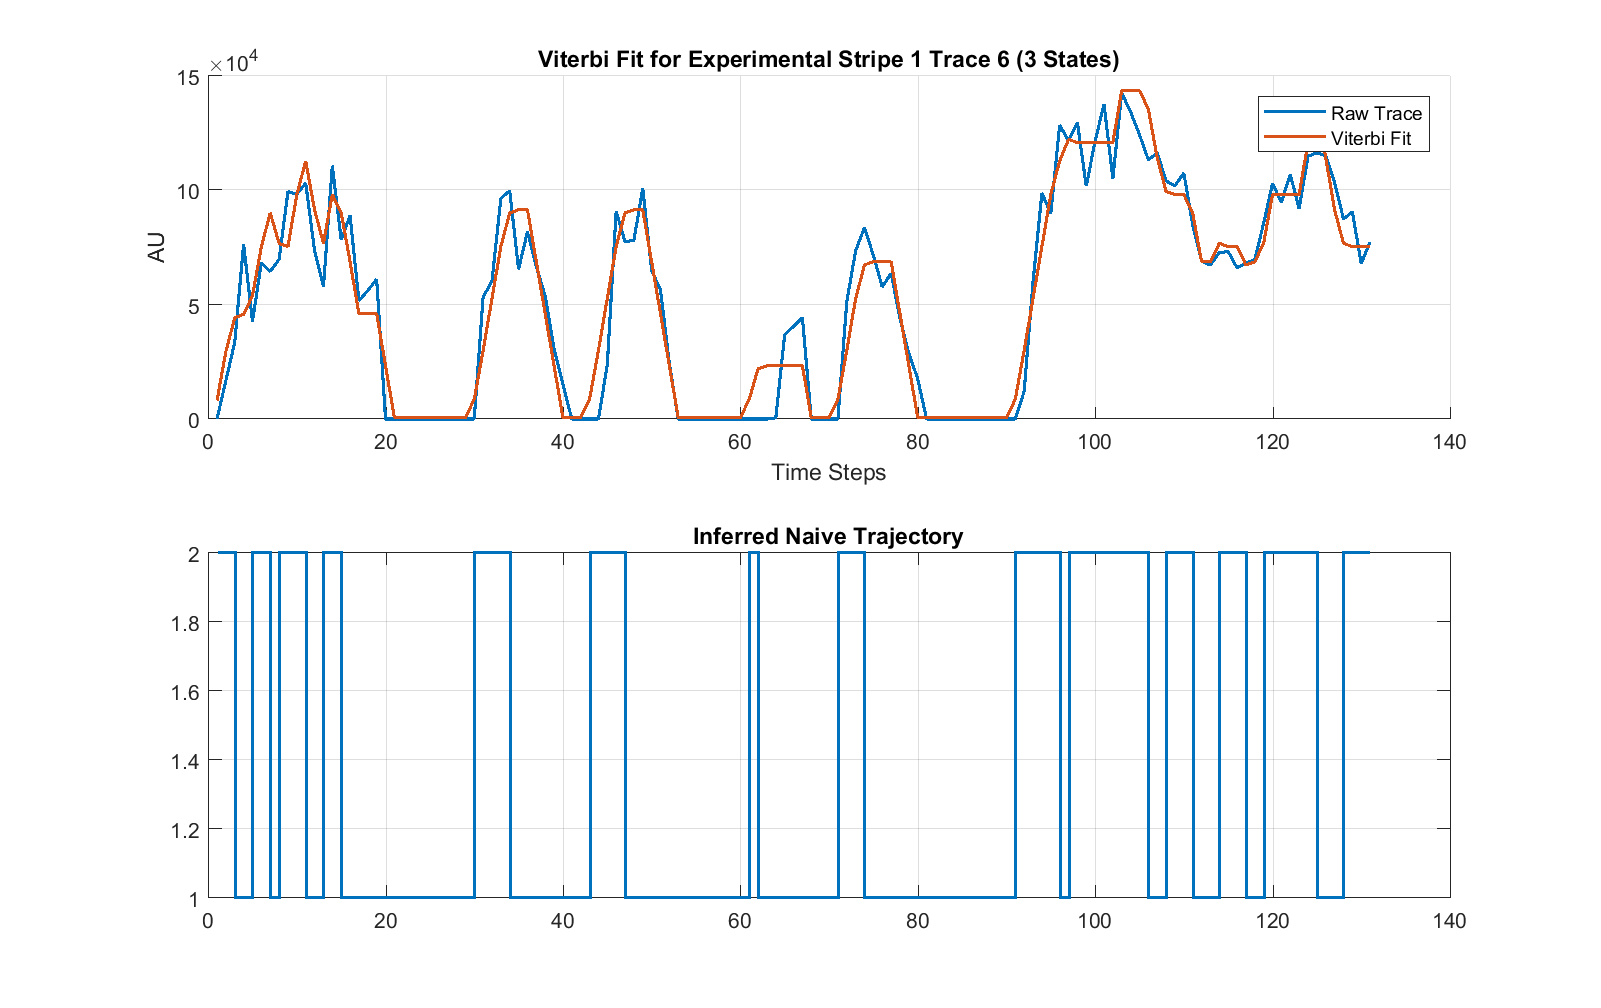 Viterbi Fit for Experimental Stripe 1 Trace 6 (3 States)
×10^4
15
10
5
0
AU
Raw Trace
Viterbi Fit
0 20 40 60 80 100 120 140
Time Steps
Inferred Naive Trajectory
2
1.8
1.6
1.4
1.2
1
0 20 40 60 80 100 120 140